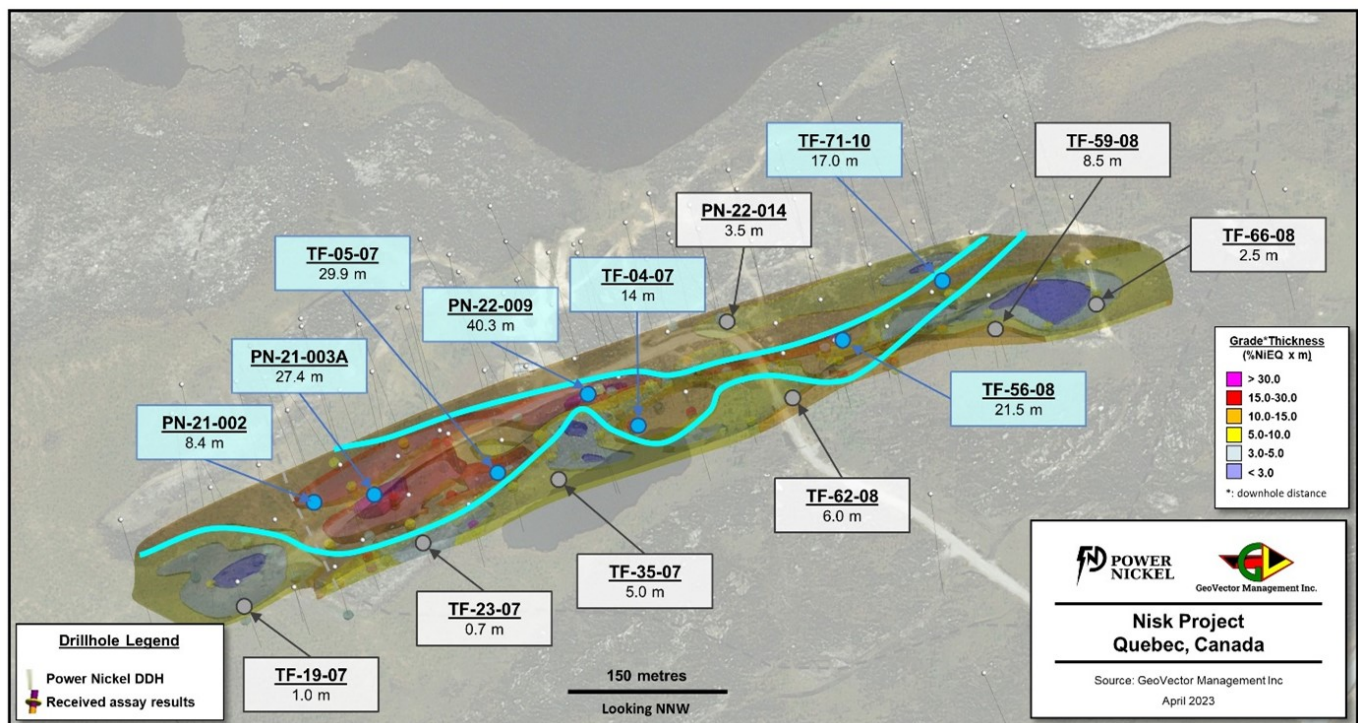 TF-71-10
17.0 m
TF-59-08
8.5 m
PN-22-014
3.5 m
TF-66-08
2.5 m
TF-05-07
29.9 m
TF-04-07
14 m
PN-22-009
40.3 m
PN-21-003A
27.4 m
PN-21-002
8.4 m
TF-56-08
21.5 m
TF-62-08
6.0 m
TF-35-07
5.0 m
TF-23-07
0.7 m
TF-19-07
1.0 m
Grade*Thickness
(%NiEQ x m)
> 30.0
15.0-30.0
10.0-15.0
5.0-10.0
3.0-5.0
< 3.0
*: downhole distance
Drillhole Legend
Power Nickel DDH
Received assay results
150 metres
Looking NNW
POWER
NICKEL
GeoVector Management Inc.
Nisk Project
Quebec, Canada
Source: GeoVector Management Inc
April 2023